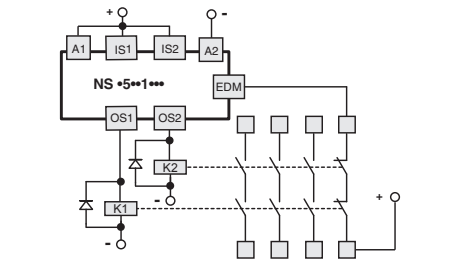 + -
A1 IS1 IS2 A2
NS •5••1•••
EDM
OS1 OS2
K2
-
+
K1
-